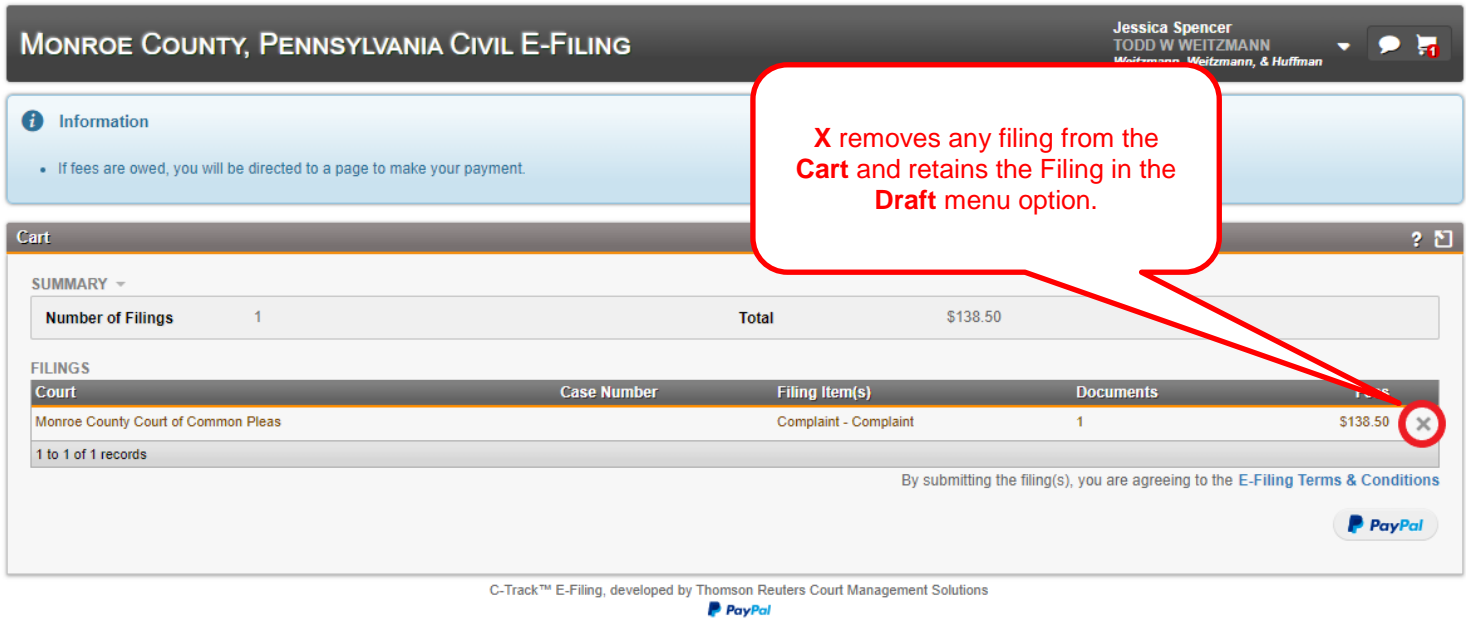 MONROE COUNTY, PENNSYLVANIA CIVIL E-FILING
Jessica Spencer
TODD W WEITZMANN
Weitzmann, Weitzmann, & Huffman
1
Information
• If fees are owed, you will be directed to a page to make your payment.
X removes any filing from the
Cart and retains the Filing in the
Draft menu option.
Cart
?
SUMMARY
Number of Filings 1 Total $138.50
FILINGS
Court Case Number Filing Item(s) Documents
Monroe County Court of Common Pleas Complaint - Complaint 1 $138.50
1 to 1 of 1 records
By submitting the filing(s), you are agreeing to the E-Filing Terms & Conditions
PayPal
C-Track™ E-Filing, developed by Thomson Reuters Court Management Solutions
PayPal